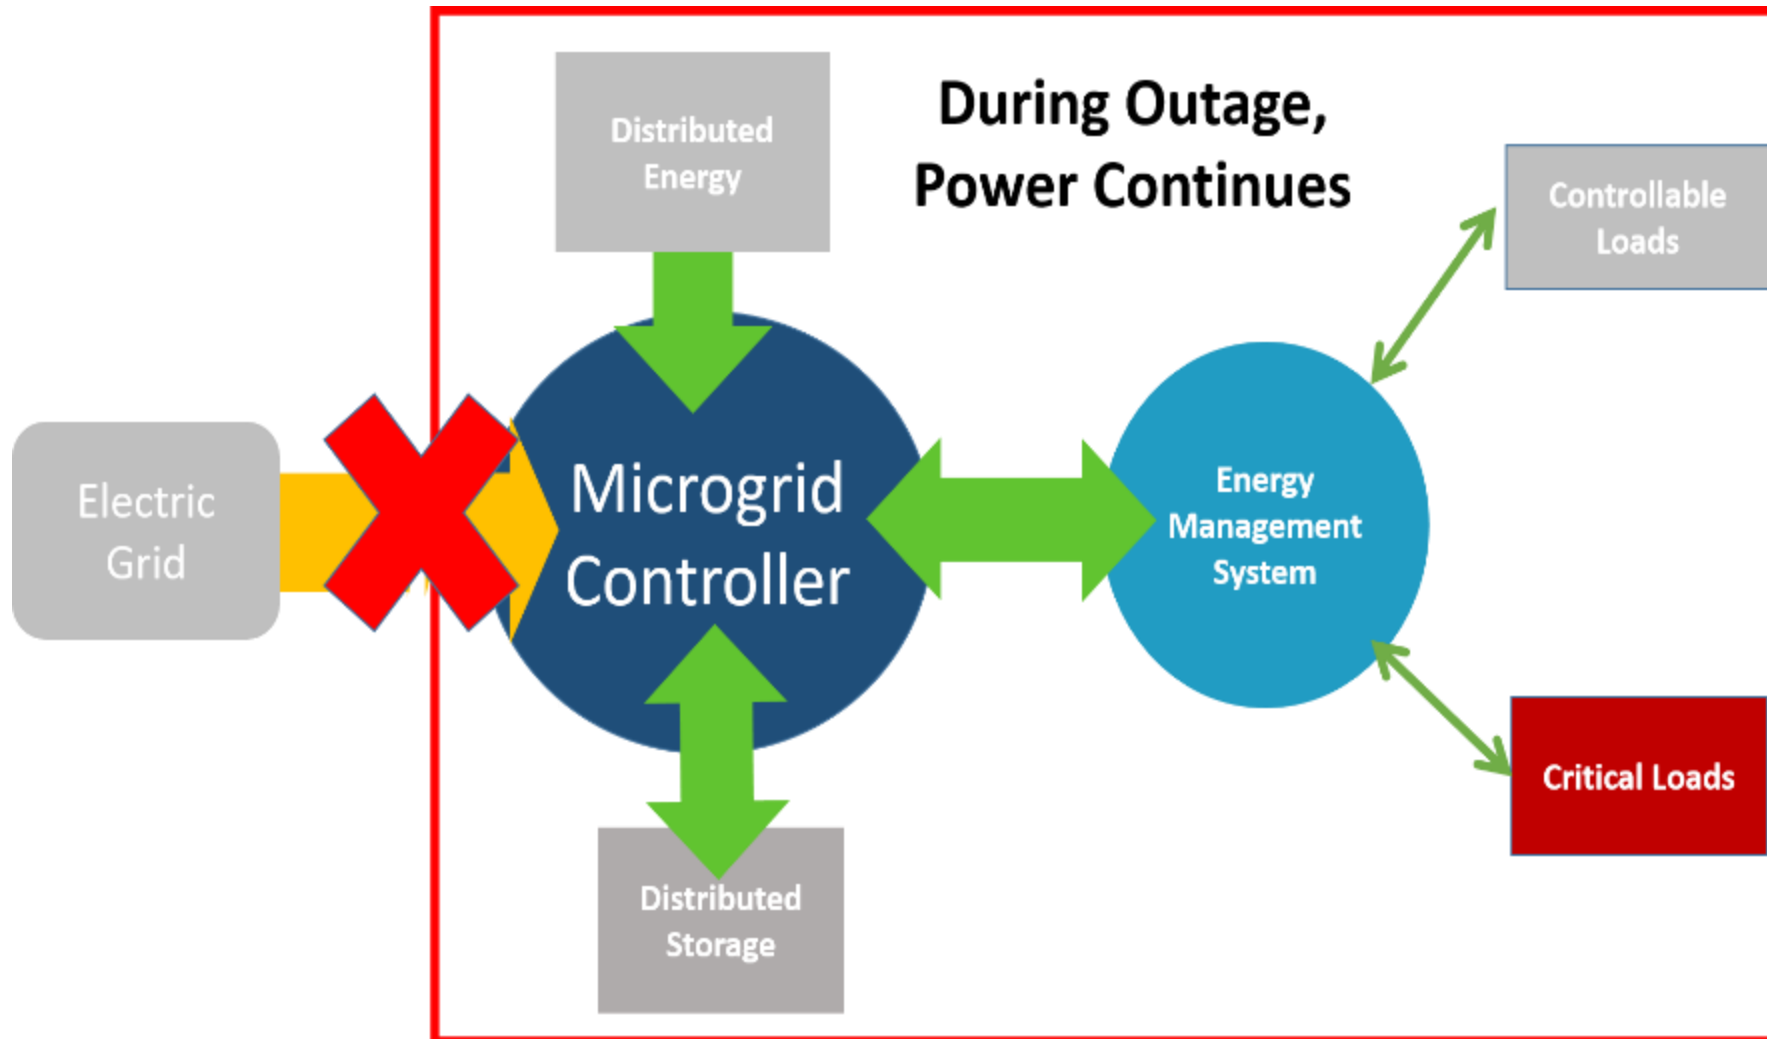 Distributed
Energy
During Outage,
Power Continues
Controllable
Loads
Electric
Grid
Microgrid
Controller
Energy
Management
System
Critical Loads
Distributed
Storage